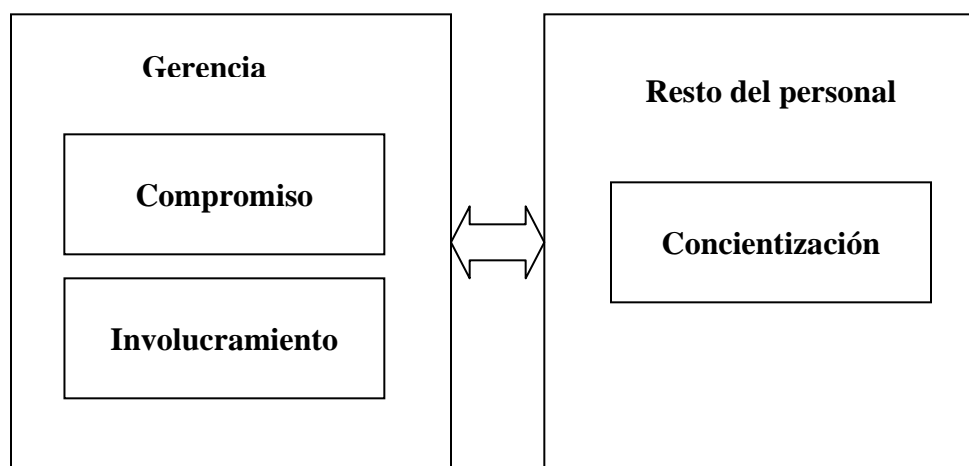 Gerencia
Compromiso
Involucramiento
Resto del personal
Concientización